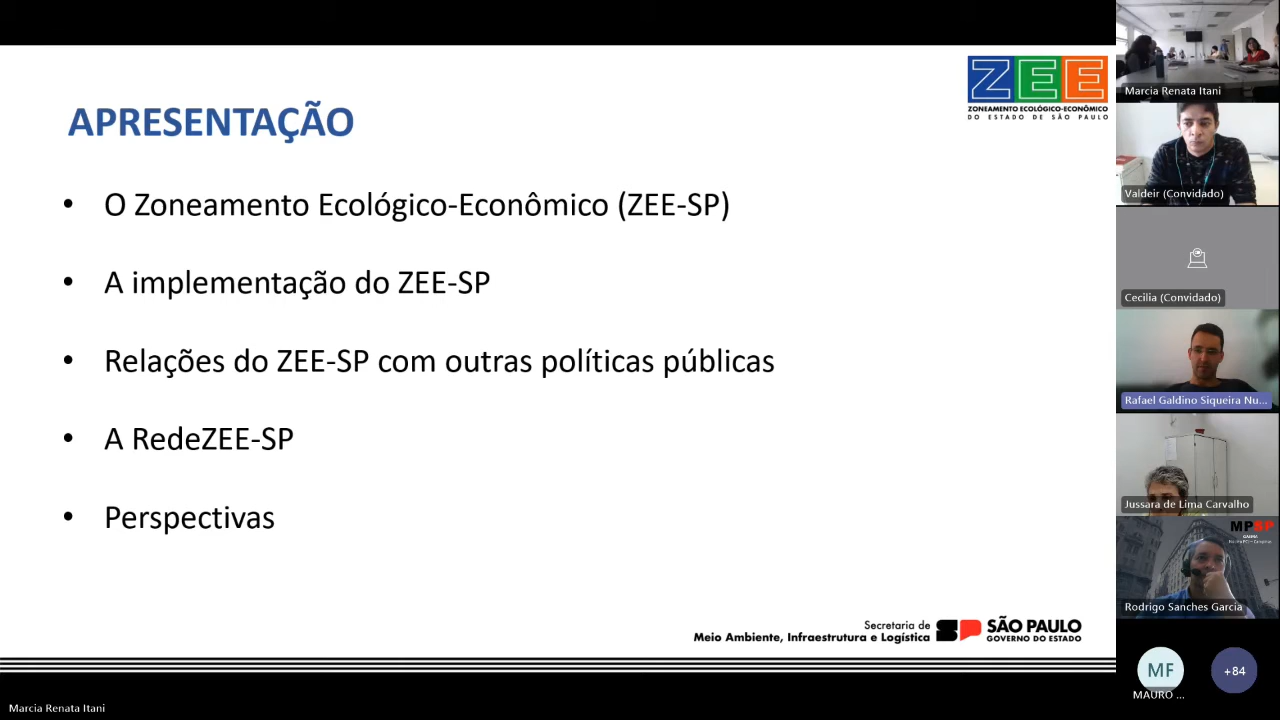 ZEE
ZONEAMENTO ECOLÓGICO-ECONÔMICO
DO ESTADO DE SÃO PAULO
APRESENTAÇÃO
• O Zoneamento Ecológico-Econômico (ZEE-SP)
• A implementação do ZEE-SP
• Relações do ZEE-SP com outras políticas públicas
• A RedeZEE-SP
• Perspectivas
Secretaria de
Meio Ambiente, Infraestrutura e Logística
SP
SÃO PAULO
GOVERNO DO ESTADO
Marcia Renata Itani
Marcia Renata Itani
Valdeir (Convidado)
Cecilia (Convidado)
Rafael Galdino Siqueira Nu...
Jussara de Lima Carvalho
MPSP
GAEMA
Rodrigo Sanches Garcia
MF
MAURO ...
+84